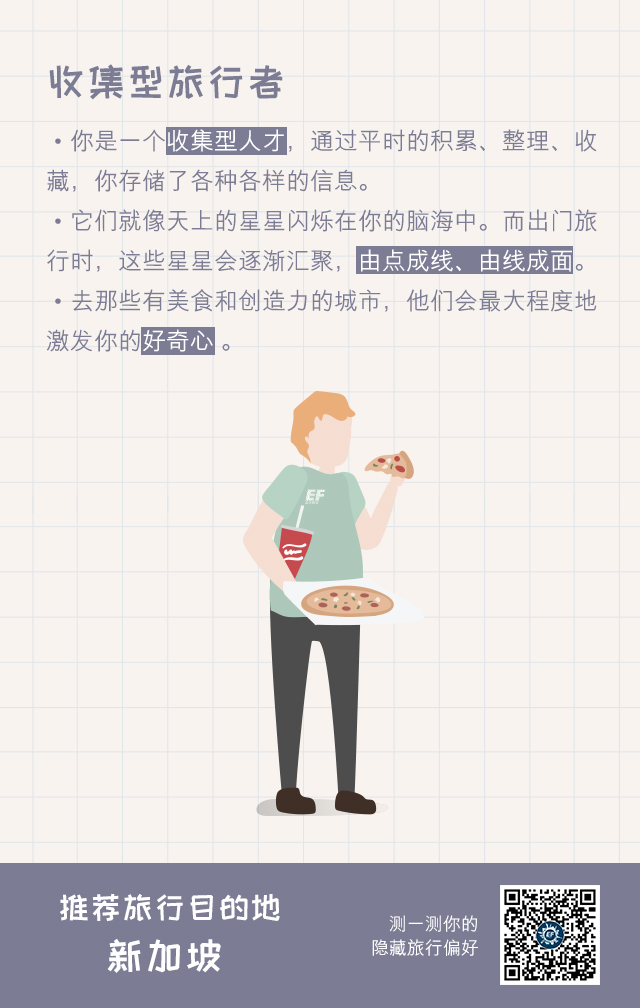 收集型旅行者
• 你是一个收集型人才，通过平时的积累、整理、收
藏，你存储了各种各样的信息。
• 它们就像天上的星星闪烁在你的脑海中。而出门旅
行时，这些星星会逐渐汇聚，由点成线、由线成面。
• 去那些有美食和创造力的城市，他们会最大程度地
激发你的好奇心 。
EF
推荐旅行目的地
新加坡
测一测你的
隐藏旅行偏好